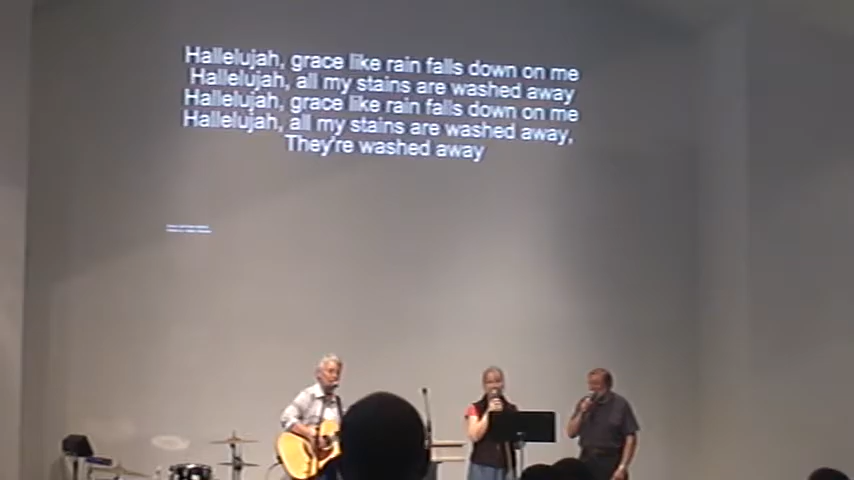 Hallelujah, grace like rain falls down on me
Hallelujah, all my stains are washed away
Hallelujah, grace like rain falls down on me
Hallelujah, all my stains are washed away,
They're washed away